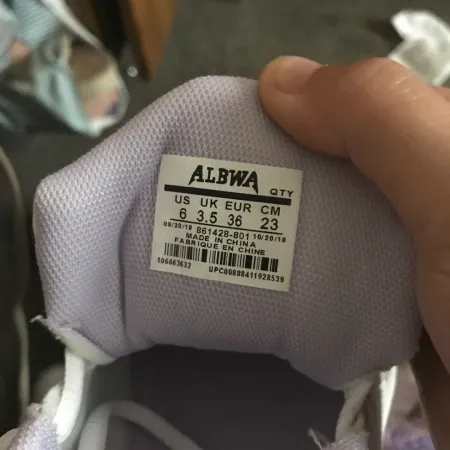 ALBWA
QTY
US UK EUR CM
6 3.5 36 23
09/20/18 861428-801 10/20/18
MADE IN CHINA
FABRIQUE EN CHINE
106663632 UPC00888411928539